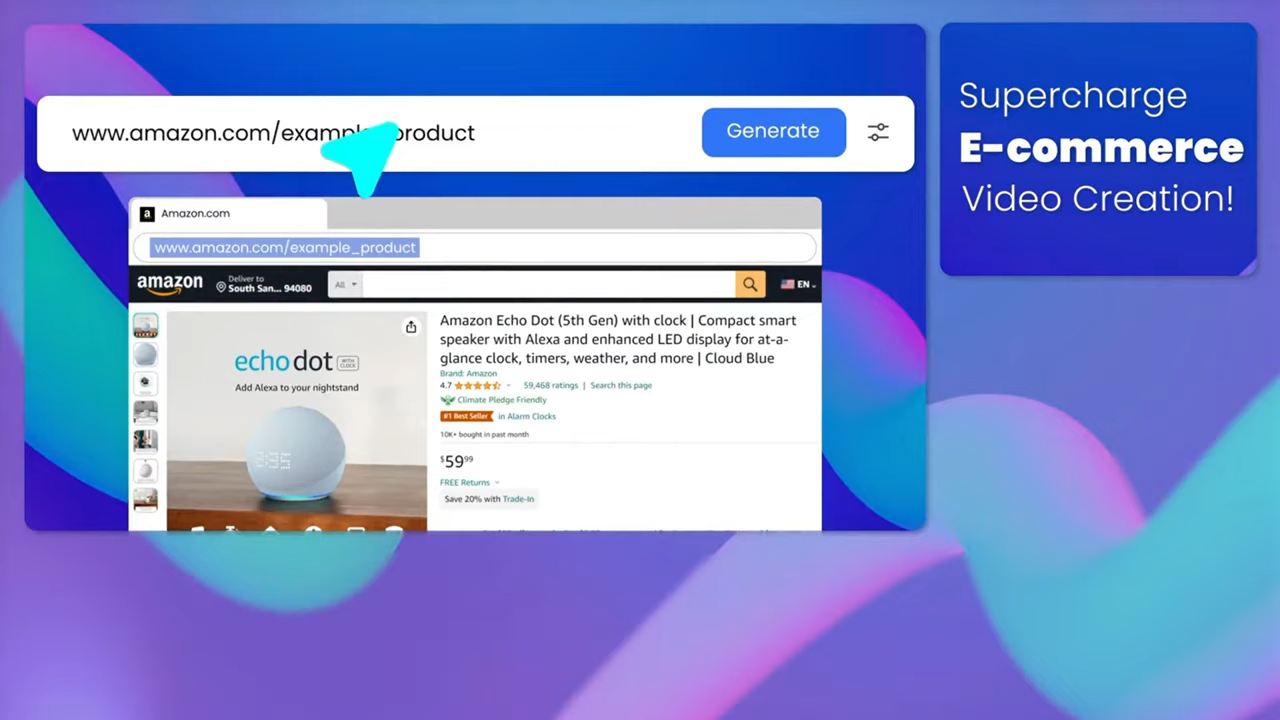 www.amazon.com/example_product
Generate
Supercharge
E-commerce
Video Creation!
a Amazon.com
www.amazon.com/example_product
amazon
Deliver to
South San... 94080
All
EN
echo dot WITH CLOCK
Add Alexa to your nightstand
Amazon Echo Dot (5th Gen) with clock | Compact smart
speaker with Alexa and enhanced LED display for at-a-
glance clock, timers, weather, and more | Cloud Blue
Brand: Amazon
4.7
59,468 ratings | Search this page
Climate Pledge Friendly
#1 Best Seller in Alarm Clocks
10K+ bought in past month
$59⁹⁹
FREE Returns
Save 20% with Trade-In
8:35